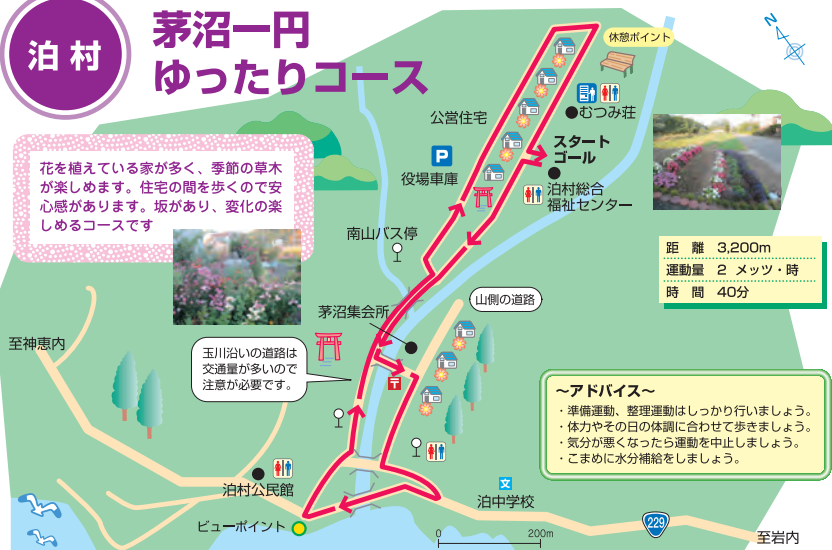 泊村
茅沼一円
ゆったりコース
花を植えている家が多く、季節の草木
が楽しめます。住宅の間を歩くので安
心感があります。坂があり、変化の楽
しめるコースです
休憩ポイント
N
むつみ荘
公営住宅
スタート
ゴール
P
役場車庫
泊村総合
福祉センター
南山バス停
距離 3,200m
運動量 2 メッツ・時
時間 40分
山側の道路
茅沼集会所
至神恵内
玉川沿いの道路は
交通量が多いので
注意が必要です。
〒
～アドバイス～
・準備運動、整理運動はしっかり行いましょう。
・体力やその日の体調に合わせて歩きましょう。
・気分が悪くなったら運動を中止しましょう。
・こまめに水分補給をしましょう。
泊村公民館
文
泊中学校
ビューポイント
229
0 200m
至岩内